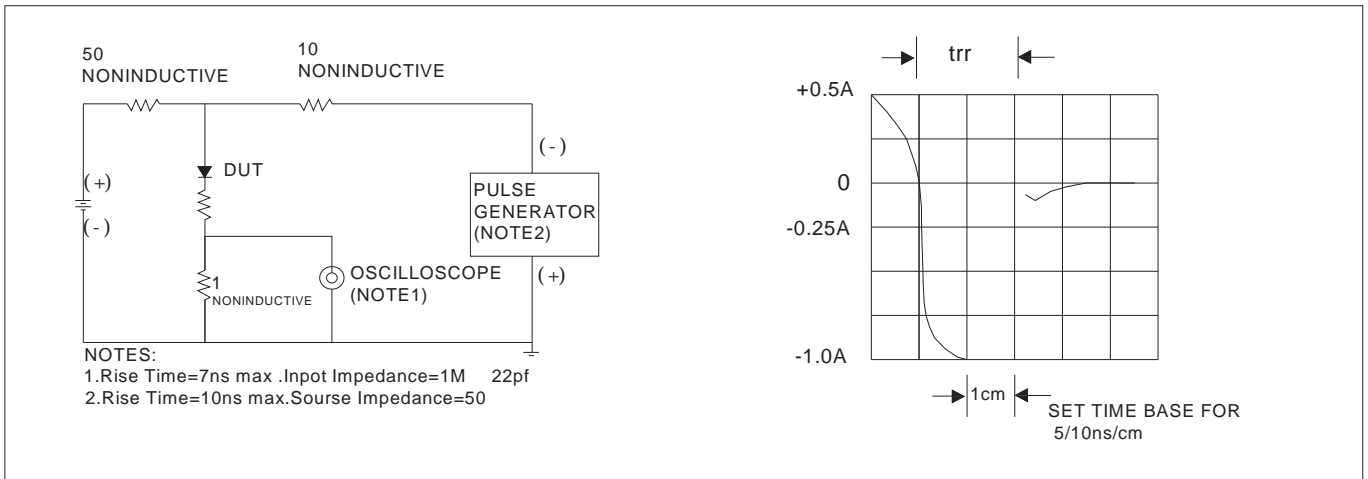 50
NONINDUCTIVE
10
NONINDUCTIVE
(+)
(-)
DUT
1
NONINDUCTIVE
OSCILLOSCOPE
(NOTE1)
(-)
PULSE
GENERATOR
(NOTE2)
(+)
NOTES:
1.Rise Time=7ns max .Inpot Impedance=1M 22pf
2.Rise Time=10ns max.Sourse Impedance=50
trr
+0.5A
0
-0.25A
-1.0A
1cm
SET TIME BASE FOR
5/10ns/cm